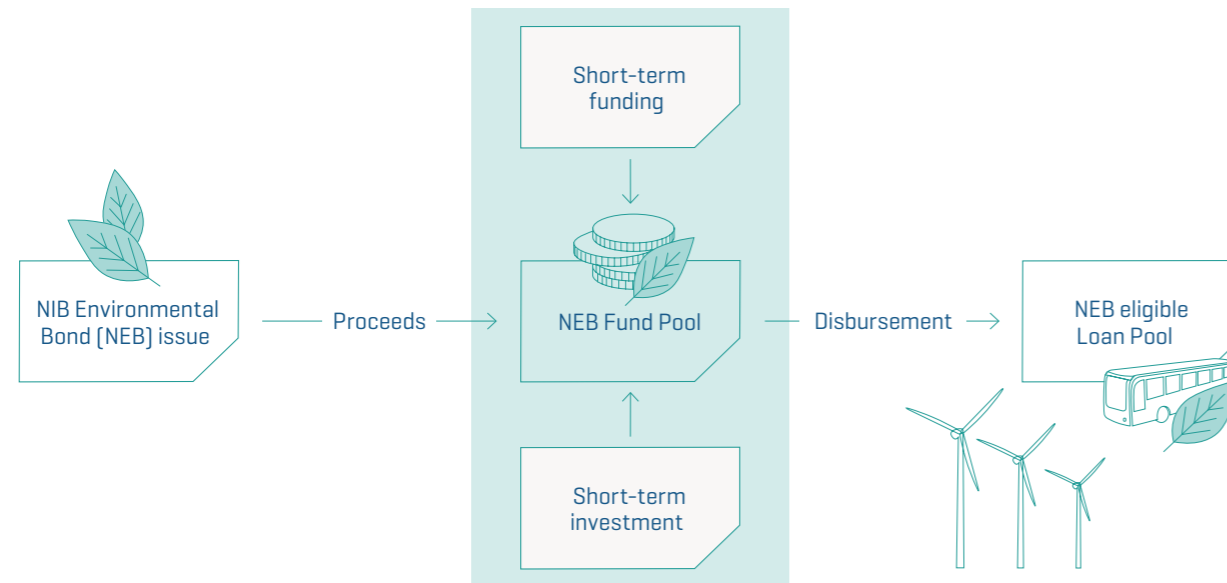 Short-term
funding
NIB Environmental
Bond (NEB) issue
Proceeds
NEB Fund Pool
Disbursement
NEB eligible
Loan Pool
Short-term
investment